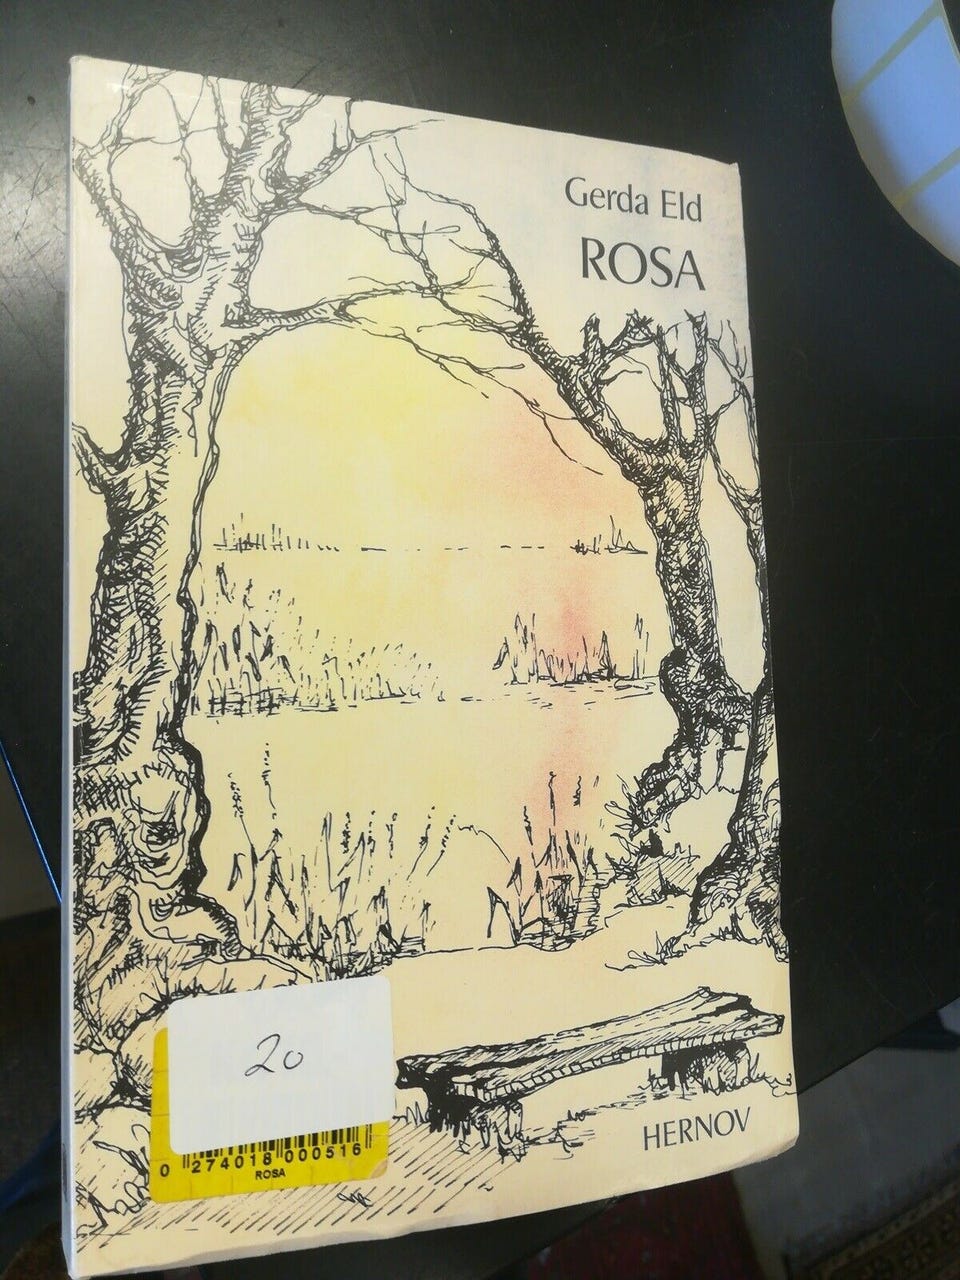 Gerda Eld
ROSA
20
0 274018 000516
ROSA
HERNOV